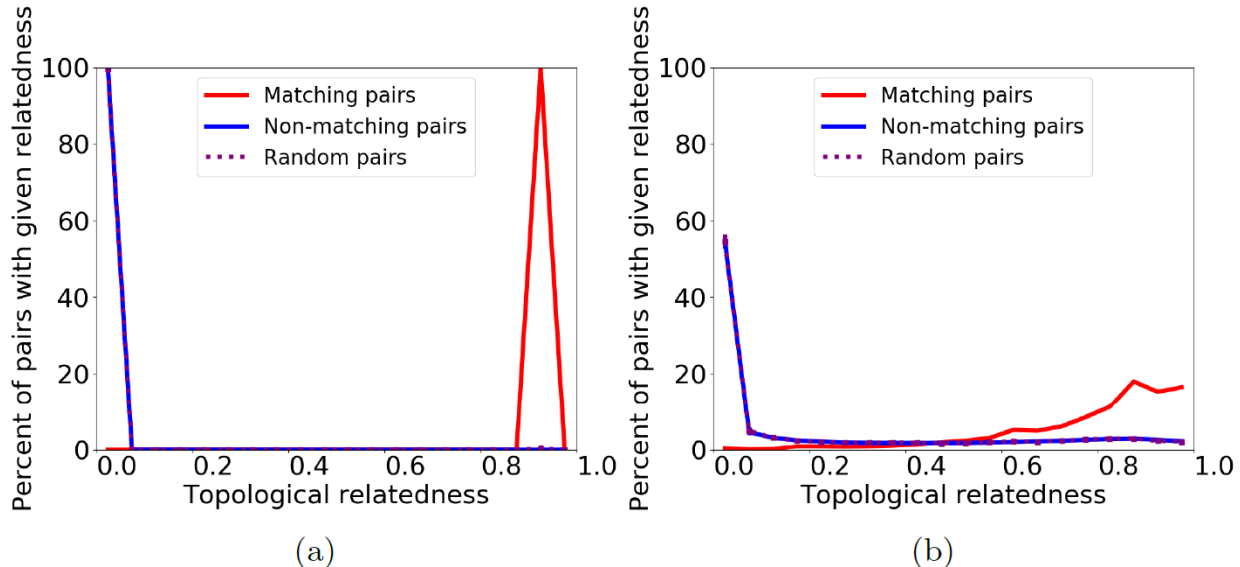 Percent of pairs with given relatedness
100
80
60
40
20
0
Matching pairs
Non-matching pairs
Random pairs
0.0 0.2 0.4 0.6 0.8 1.0
Topological relatedness
(a)
Percent of pairs with given relatedness
100
80
60
40
20
0
Matching pairs
Non-matching pairs
Random pairs
0.0 0.2 0.4 0.6 0.8 1.0
Topological relatedness
(b)